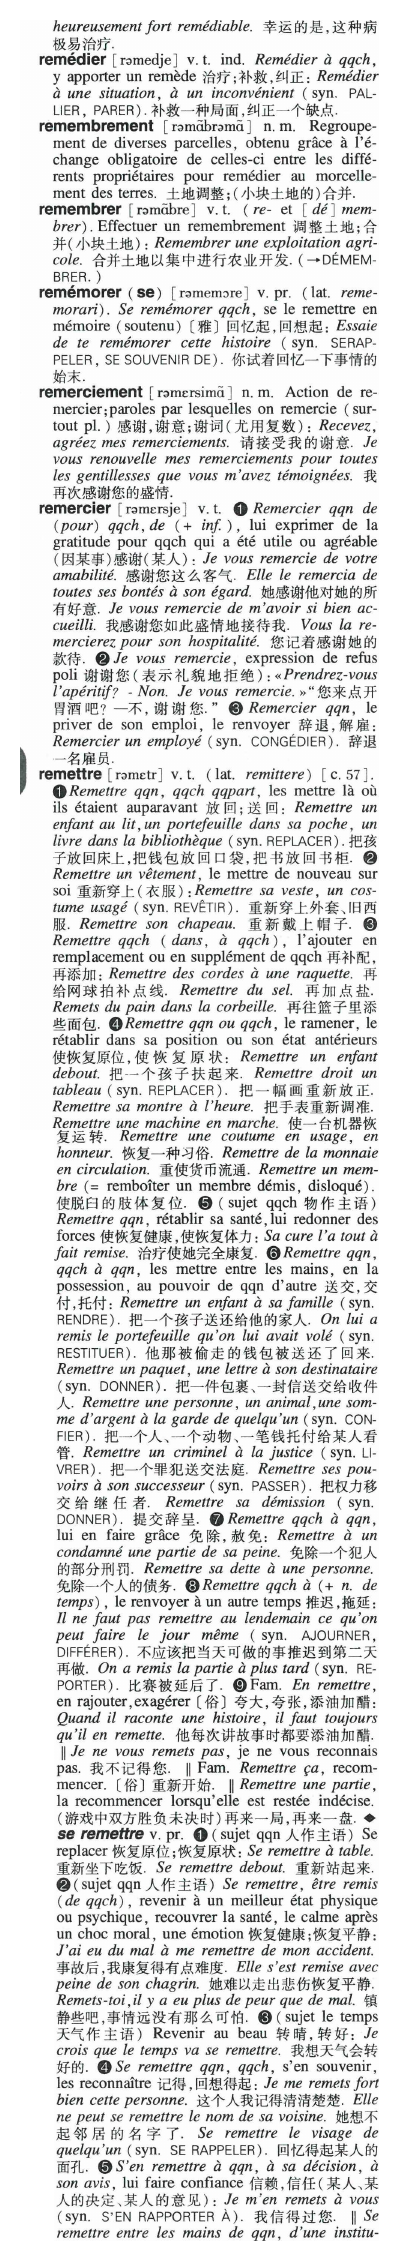 heureusement fort remédiable. 幸运的是,这种病
极易治疗.
remédier [rəmedje] v. t. ind. Remédier à qqch,
y apporter un remède 治疗;补救,纠正: Remédier
à une situation, à un inconvénient (syn. PAL-
LIER, PARER). 补救一种局面,纠正一个缺点.
remembrement [rəmɑ̃brəmɑ̃] n. m. Regroupe-
ment de diverses parcelles, obtenu grâce à l'é-
change obligatoire de celles-ci entre les diffé-
rents propriétaires pour remédier au morcelle-
ment des terres. 土地调整;(小块土地的)合并.
remembrer [rəmɑ̃bre] v. t. (re- et [dé] mem-
brer). Effectuer un remembrement 调整土地;合
并(小块土地): Remembrer une exploitation agri-
cole. 合并土地以集中进行农业开发. (→DÉMEM-
BRER.)
remémorer (se) [rəmemɔre] v. pr. (lat. reme-
morari). Se remémorer qqch, se le remettre en
mémoire (soutenu) [雅] 回忆起,回想起: Essaie
de te remémorer cette histoire (syn. SERAP-
PELER, SE SOUVENIR DE). 你试着回忆一下事情的
始末.
remerciement [rəmɛrsimɑ̃] n. m. Action de re-
mercier;paroles par lesquelles on remercie (sur-
tout pl.) 感谢,谢意;谢词(尤用复数): Recevez,
agréez mes remerciements. 请接受我的谢意. Je
vous renouvelle mes remerciements pour toutes
les gentillesses que vous m'avez témoignées. 我
再次感谢您的盛情.
remercier [rəmɛrsje] v. t. ❶ Remercier qqn de
(pour) qqch, de (+ inf.), lui exprimer de la
gratitude pour qqch qui a été utile ou agréable
(因某事)感谢(某人): Je vous remercie de votre
amabilité. 感谢您这么客气. Elle le remercia de
toutes ses bontés à son égard. 她感谢他对她的所
有好意. Je vous remercie de m'avoir si bien ac-
cueilli. 我感谢您如此盛情地接待我. Vous la re-
mercierez pour son hospitalité. 您记着感谢她的
款待. ❷ Je vous remercie, expression de refus
poli 谢谢您(表示礼貌地拒绝): «Prendrez-vous
l'apéritif? - Non. Je vous remercie. »“您来点开
胃酒吧? —不,谢谢您.” ❸ Remercier qqn, le
priver de son emploi, le renvoyer 辞退,解雇:
Remercier un employé (syn. CONGÉDIER). 辞退
一名雇员.
remettre [rəmɛtr] v. t. (lat. remittere) [c. 57].
❶ Remettre qqn, qqch qqpart, les mettre là où
ils étaient auparavant 放回;送回: Remettre un
enfant au lit, un portefeuille dans sa poche, un
livre dans la bibliothèque (syn. REPLACER). 把孩
子放回床上,把钱包放回口袋,把书放回书柜. ❷
Remettre un vêtement, le mettre de nouveau sur
soi 重新穿上(衣服): Remettre sa veste, un cos-
tume usagé (syn. REVÊTIR). 重新穿上外套、旧西
服. Remettre son chapeau. 重新戴上帽子. ❸
Remettre qqch (dans, à qqch), l'ajouter en
remplacement ou en supplément de qqch 再补配,
再添加: Remettre des cordes à une raquette. 再
给网球拍补点线. Remettre du sel. 再加点盐.
Remets du pain dans la corbeille. 再往篮子里添
些面包. ❹ Remettre qqn ou qqch, le ramener, le
rétablir dans sa position ou son état antérieurs
使恢复原位,使恢复原状: Remettre un enfant
debout. 把一个孩子扶起来. Remettre droit un
tableau (syn. REPLACER). 把一幅画重新放正.
Remettre sa montre à l'heure. 把手表重新调准.
Remettre une machine en marche. 使一台机器恢
复运转. Remettre une coutume en usage, en
honneur. 恢复一种习俗. Remettre de la monnaie
en circulation. 重使货币流通. Remettre un mem-
bre (= remboîter un membre démis, disloqué).
使脱臼的肢体复位. ❺ (sujet qqch 物作主语)
Remettre qqn, rétablir sa santé, lui redonner des
forces 使恢复健康,使恢复体力: Sa cure l'a tout à
fait remise. 治疗使她完全康复. ❻ Remettre qqn,
qqch à qqn, les mettre entre les mains, en la
possession, au pouvoir de qqn d'autre 送交,交
付,托付: Remettre un enfant à sa famille (syn.
RENDRE). 把一个孩子送还给他的家人. On lui a
remis le portefeuille qu'on lui avait volé (syn.
RESTITUER). 他那被偷走的钱包被送还了回来.
Remettre un paquet, une lettre à son destinataire
(syn. DONNER). 把一件包裹、一封信送交给收件
人. Remettre une personne, un animal, une som-
me d'argent à la garde de quelqu'un (syn. CON-
FIER). 把一个人、一个动物、一笔钱托付给某人看
管. Remettre un criminel à la justice (syn. LI-
VRER). 把一个罪犯送交法庭. Remettre ses pou-
voirs à son successeur (syn. PASSER). 把权力移
交给继任者. Remettre sa démission (syn.
DONNER). 提交辞呈. ❼ Remettre qqch à qqn,
lui en faire grâce 免除,赦免: Remettre à un
condamné une partie de sa peine. 免除一个犯人
的部分刑罚. Remettre sa dette à une personne.
免除一个人的债务. ❽ Remettre qqch à (+ n. de
temps), le renvoyer à un autre temps 推迟,拖延:
Il ne faut pas remettre au lendemain ce qu'on
peut faire le jour même (syn. AJOURNER,
DIFFÉRER). 不应该把当天可做的事推迟到第二天
再做. On a remis la partie à plus tard (syn. RE-
PORTER). 比赛被延后了. ❾ Fam. En remettre,
en rajouter, exagérer [俗] 夸大,夸张,添油加醋:
Quand il raconte une histoire, il faut toujours
qu'il en remette. 他每次讲故事时都要添油加醋.
‖ Je ne vous remets pas, je ne vous reconnais
pas. 我不记得您. ‖ Fam. Remettre ça, recom-
mencer. [俗] 重新开始. ‖ Remettre une partie,
la recommencer lorsqu'elle est restée indécise.
(游戏中双方胜负未决时)再来一局,再来一盘. ◆
se remettre v. pr. ❶ (sujet qqn 人作主语) Se
replacer 恢复原位;恢复原状: Se remettre à table.
重新坐下吃饭. Se remettre debout. 重新站起来.
❷ (sujet qqn 人作主语) Se remettre, être remis
(de qqch), revenir à un meilleur état physique
ou psychique, recouvrer la santé, le calme après
un choc moral, une émotion 恢复健康;恢复平静:
J'ai eu du mal à me remettre de mon accident.
事故后,我康复得有点难度. Elle s'est remise avec
peine de son chagrin. 她难以走出悲伤恢复平静.
Remets-toi, il y a eu plus de peur que de mal. 镇
静些吧,事情远没有那么可怕. ❸ (sujet le temps
天气作主语) Revenir au beau 转晴,转好: Je
crois que le temps va se remettre. 我想天气会转
好的. ❹ Se remettre qqn, qqch, s'en souvenir,
les reconnaître 记得,回想得起: Je me remets fort
bien cette personne. 这个人我记得清清楚楚. Elle
ne peut se remettre le nom de sa voisine. 她想不
起邻居的名字了. Se remettre le visage de
quelqu'un (syn. SE RAPPELER). 回忆得起某人的
面孔. ❺ S'en remettre à qqn, à sa décision, à
son avis, lui faire confiance 信赖,信任(某人、某
人的决定、某人的意见): Je m'en remets à vous
(syn. S'EN RAPPORTER À). 我信得过您. ‖ Se
remettre entre les mains de qqn, d'une institu-